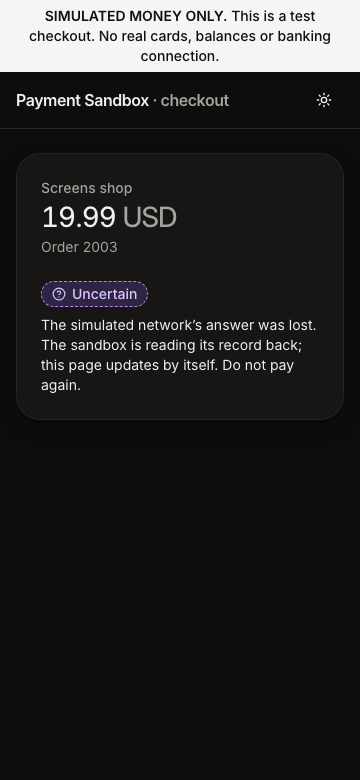 SIMULATED MONEY ONLY. This is a test
checkout. No real cards, balances or banking
connection.
Payment Sandbox · checkout
Screens shop
19.99 USD
Order 2003
Uncertain
The simulated network’s answer was lost.
The sandbox is reading its record back;
this page updates by itself. Do not pay
again.